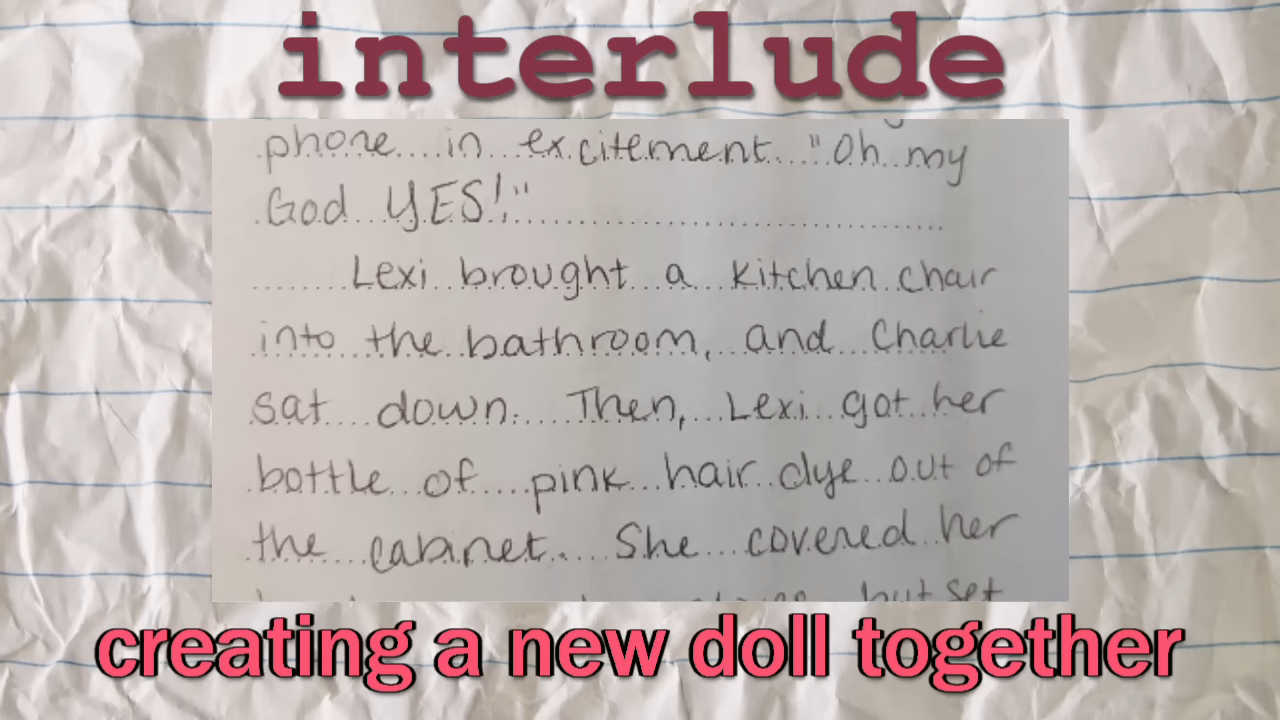 interlude
phone in excitement "Oh my
God YES!"
Lexi brought a kitchen chair
into the bathroom, and Charlie
sat down. Then, Lexi got her
bottle of pink hair dye out of
the cabinet. She covered her
but set
creating a new doll together